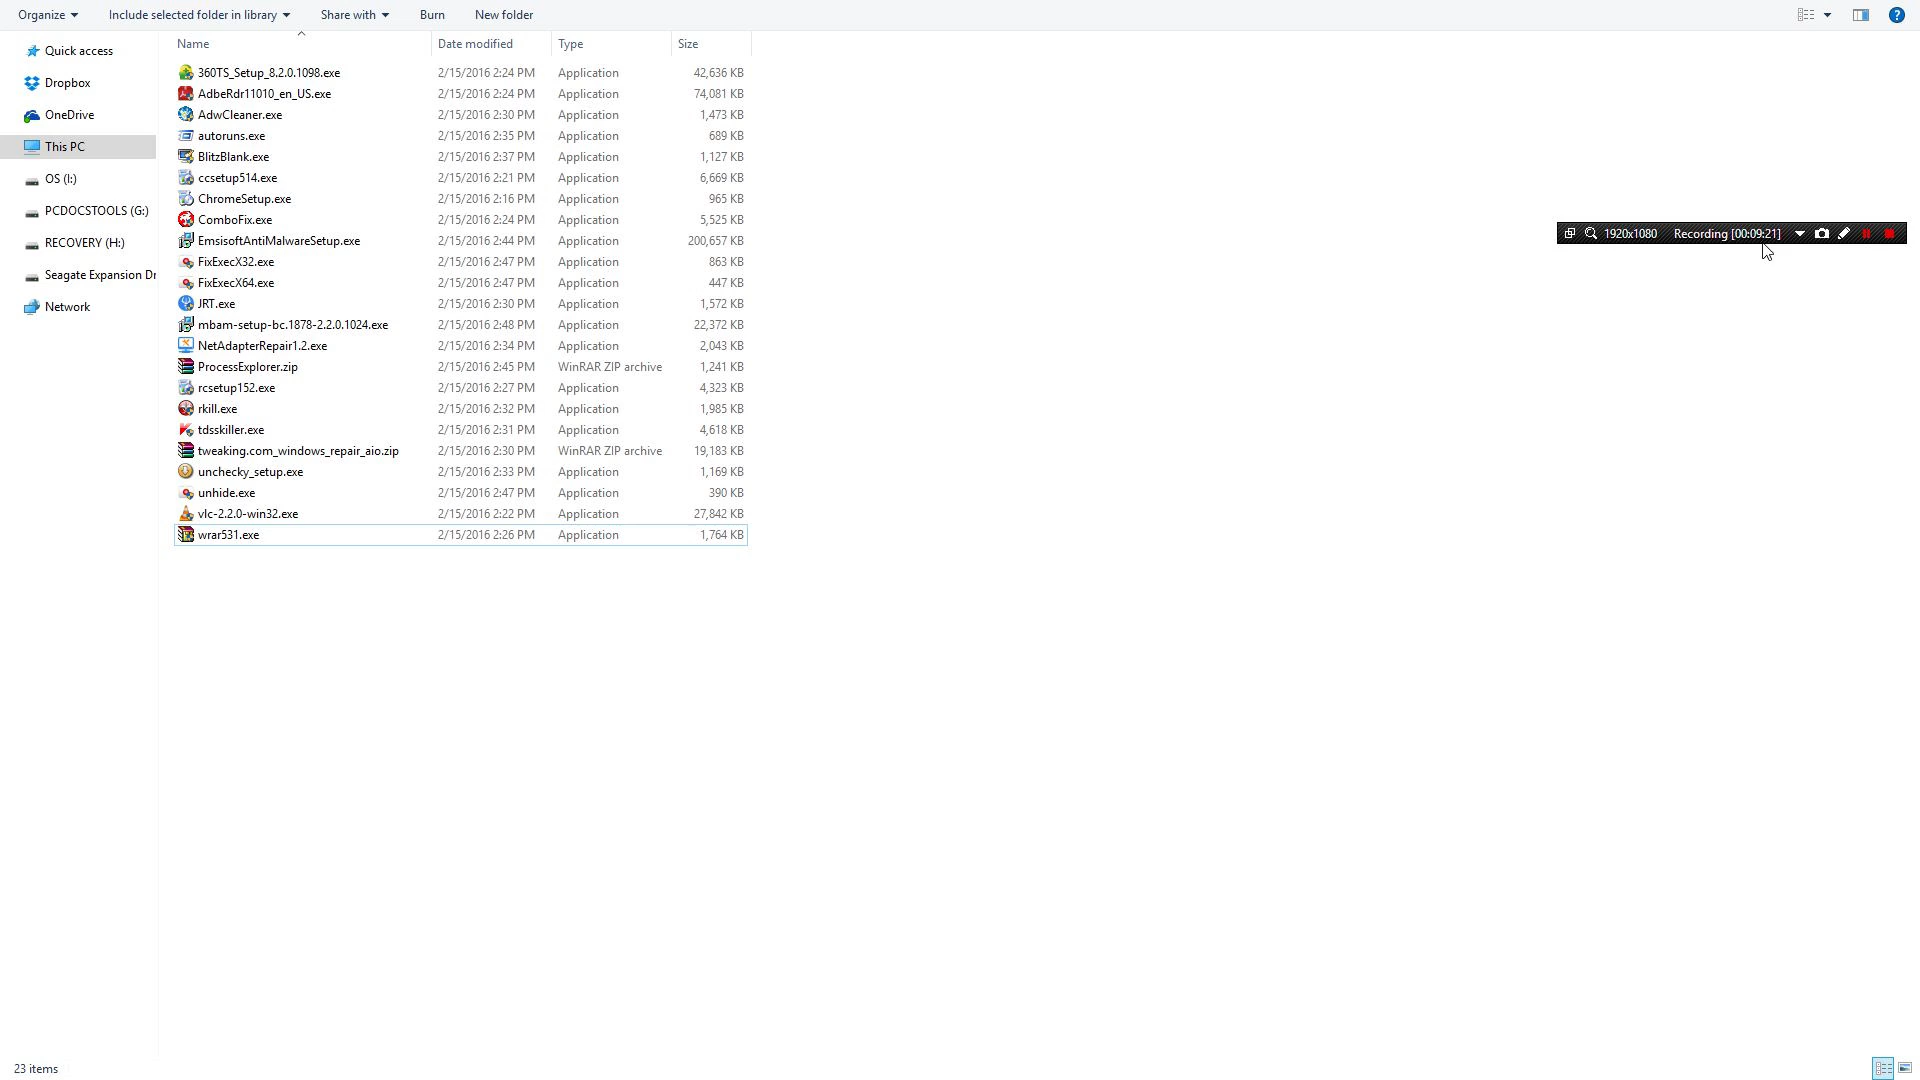 Organize Include selected folder in library Share with Burn New folder
Name Date modified Type Size
Quick access
Dropbox
OneDrive
This PC
OS (I:)
PCDOCSTOOLS (G:)
RECOVERY (H:)
Seagate Expansion Dr
Network
360TS_Setup_8.2.0.1098.exe 2/15/2016 2:24 PM Application 42,636 KB
AdbeRdr11010_en_US.exe 2/15/2016 2:24 PM Application 74,081 KB
AdwCleaner.exe 2/15/2016 2:30 PM Application 1,473 KB
autoruns.exe 2/15/2016 2:35 PM Application 689 KB
BlitzBlank.exe 2/15/2016 2:37 PM Application 1,127 KB
ccsetup514.exe 2/15/2016 2:21 PM Application 6,669 KB
ChromeSetup.exe 2/15/2016 2:16 PM Application 965 KB
ComboFix.exe 2/15/2016 2:24 PM Application 5,525 KB
EmsisoftAntiMalwareSetup.exe 2/15/2016 2:44 PM Application 200,657 KB
FixExecX32.exe 2/15/2016 2:47 PM Application 863 KB
FixExecX64.exe 2/15/2016 2:47 PM Application 447 KB
JRT.exe 2/15/2016 2:30 PM Application 1,572 KB
mbam-setup-bc.1878-2.2.0.1024.exe 2/15/2016 2:48 PM Application 22,372 KB
NetAdapterRepair1.2.exe 2/15/2016 2:34 PM Application 2,043 KB
ProcessExplorer.zip 2/15/2016 2:45 PM WinRAR ZIP archive 1,241 KB
rcsetup152.exe 2/15/2016 2:27 PM Application 4,323 KB
rkill.exe 2/15/2016 2:32 PM Application 1,985 KB
tdsskiller.exe 2/15/2016 2:31 PM Application 4,618 KB
tweaking.com_windows_repair_aio.zip 2/15/2016 2:30 PM WinRAR ZIP archive 19,183 KB
unchecky_setup.exe 2/15/2016 2:33 PM Application 1,169 KB
unhide.exe 2/15/2016 2:47 PM Application 390 KB
vlc-2.2.0-win32.exe 2/15/2016 2:22 PM Application 27,842 KB
wrar531.exe 2/15/2016 2:26 PM Application 1,764 KB
1920x1080 Recording [00:09:21]
23 items